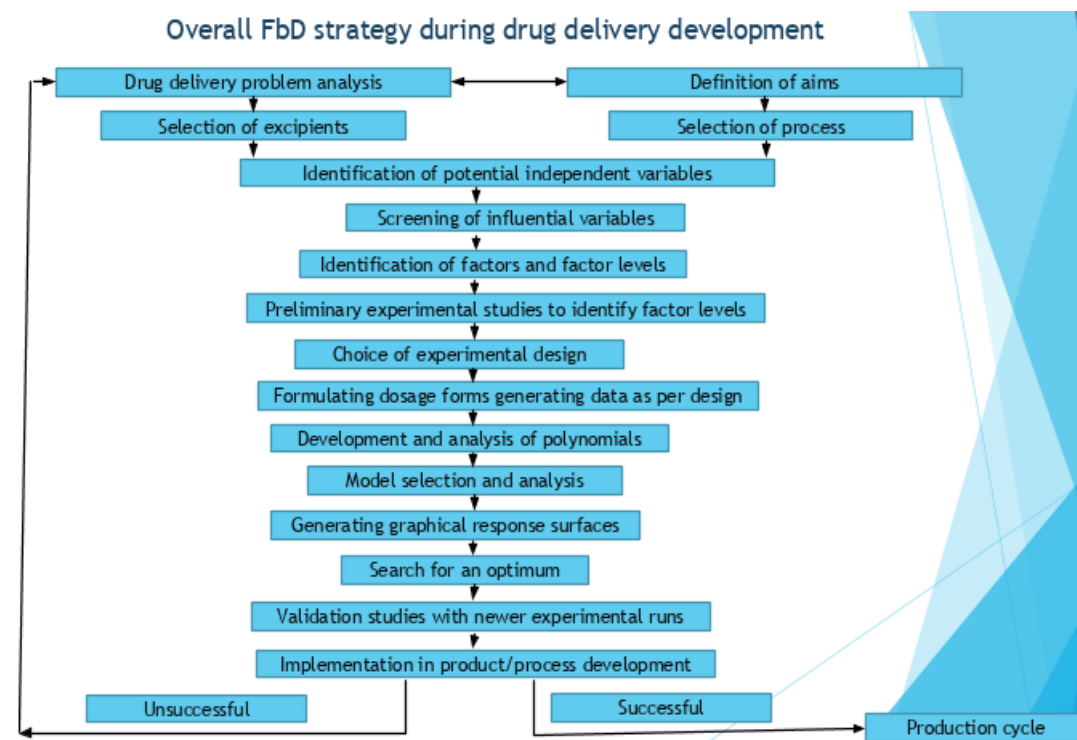 Overall FbD strategy during drug delivery development
Drug delivery problem analysis
Definition of aims
Selection of excipients
Selection of process
Identification of potential independent variables
Screening of influential variables
Identification of factors and factor levels
Preliminary experimental studies to identify factor levels
Choice of experimental design
Formulating dosage forms generating data as per design
Development and analysis of polynomials
Model selection and analysis
Generating graphical response surfaces
Search for an optimum
Validation studies with newer experimental runs
Implementation in product/process development
Unsuccessful
Successful
Production cycle